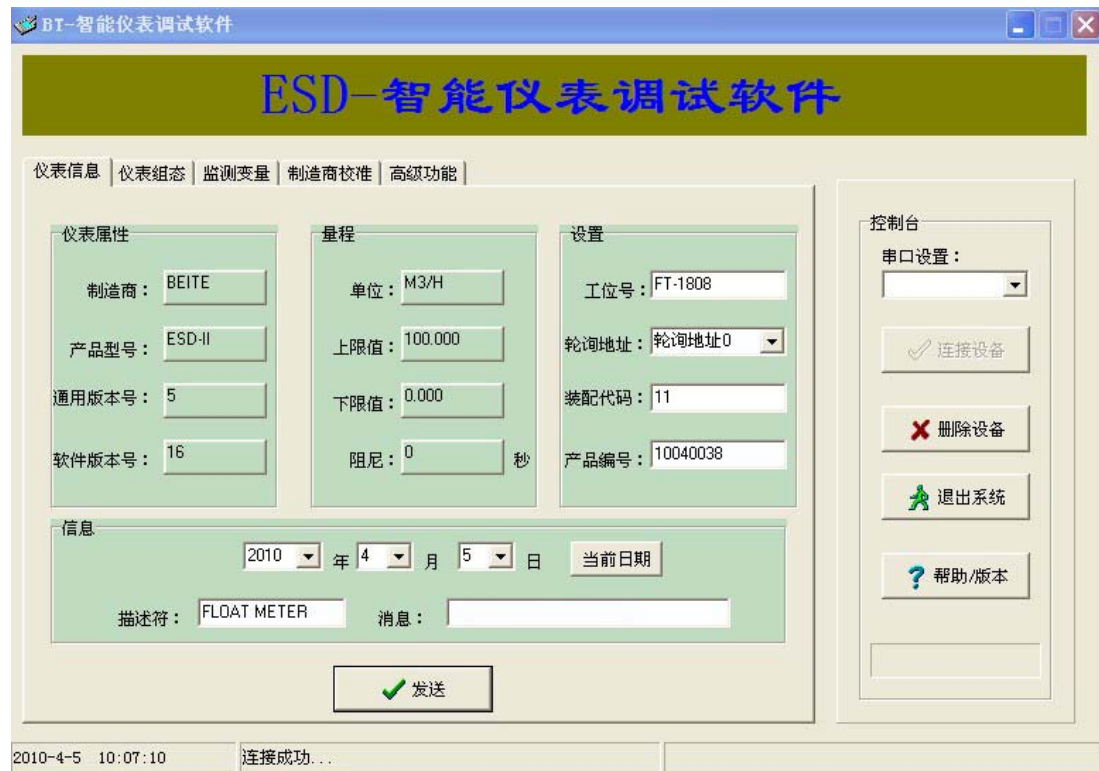 BT-智能仪表调试软件
ESD-智能仪表调试软件
仪表信息 仪表组态 监测变量 制造商校准 高级功能
仪表属性
制造商： BEITE
产品型号： ESD-II
通用版本号： 5
软件版本号： 16
量程
单位： M3/H
上限值： 100.000
下限值： 0.000
阻尼： 0 秒
设置
工位号： FT-1808
轮询地址： 轮询地址0
装配代码： 11
产品编号： 10040038
信息
2010 年 4 月 5 日 当前日期
描述符： FLOAT METER 消息：
发送
控制台
串口设置：
连接设备
删除设备
退出系统
帮助/版本
2010-4-5 10:07:10 连接成功...